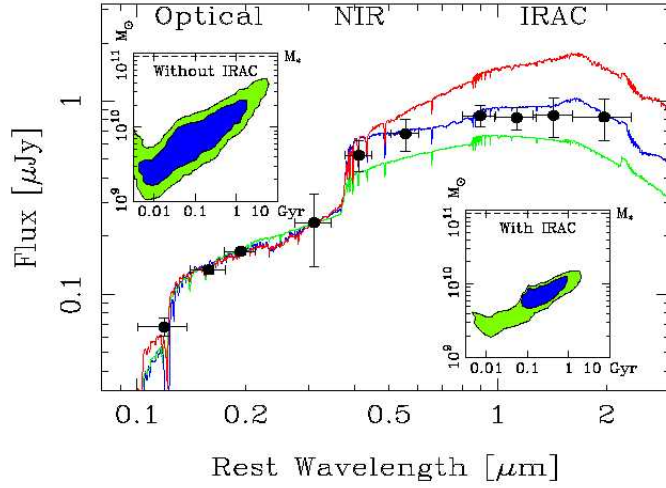 Optical NIR IRAC
Flux [μJy]
1
0.1
0.1 0.2 0.5 1 2
Rest Wavelength [μm]
M⊙
10¹¹
10¹⁰
10⁹
Without IRAC
M*
0.01 0.1 1 10 Gyr
M⊙
10¹¹
10¹⁰
10⁹
With IRAC
M*
0.01 0.1 1 10 Gyr